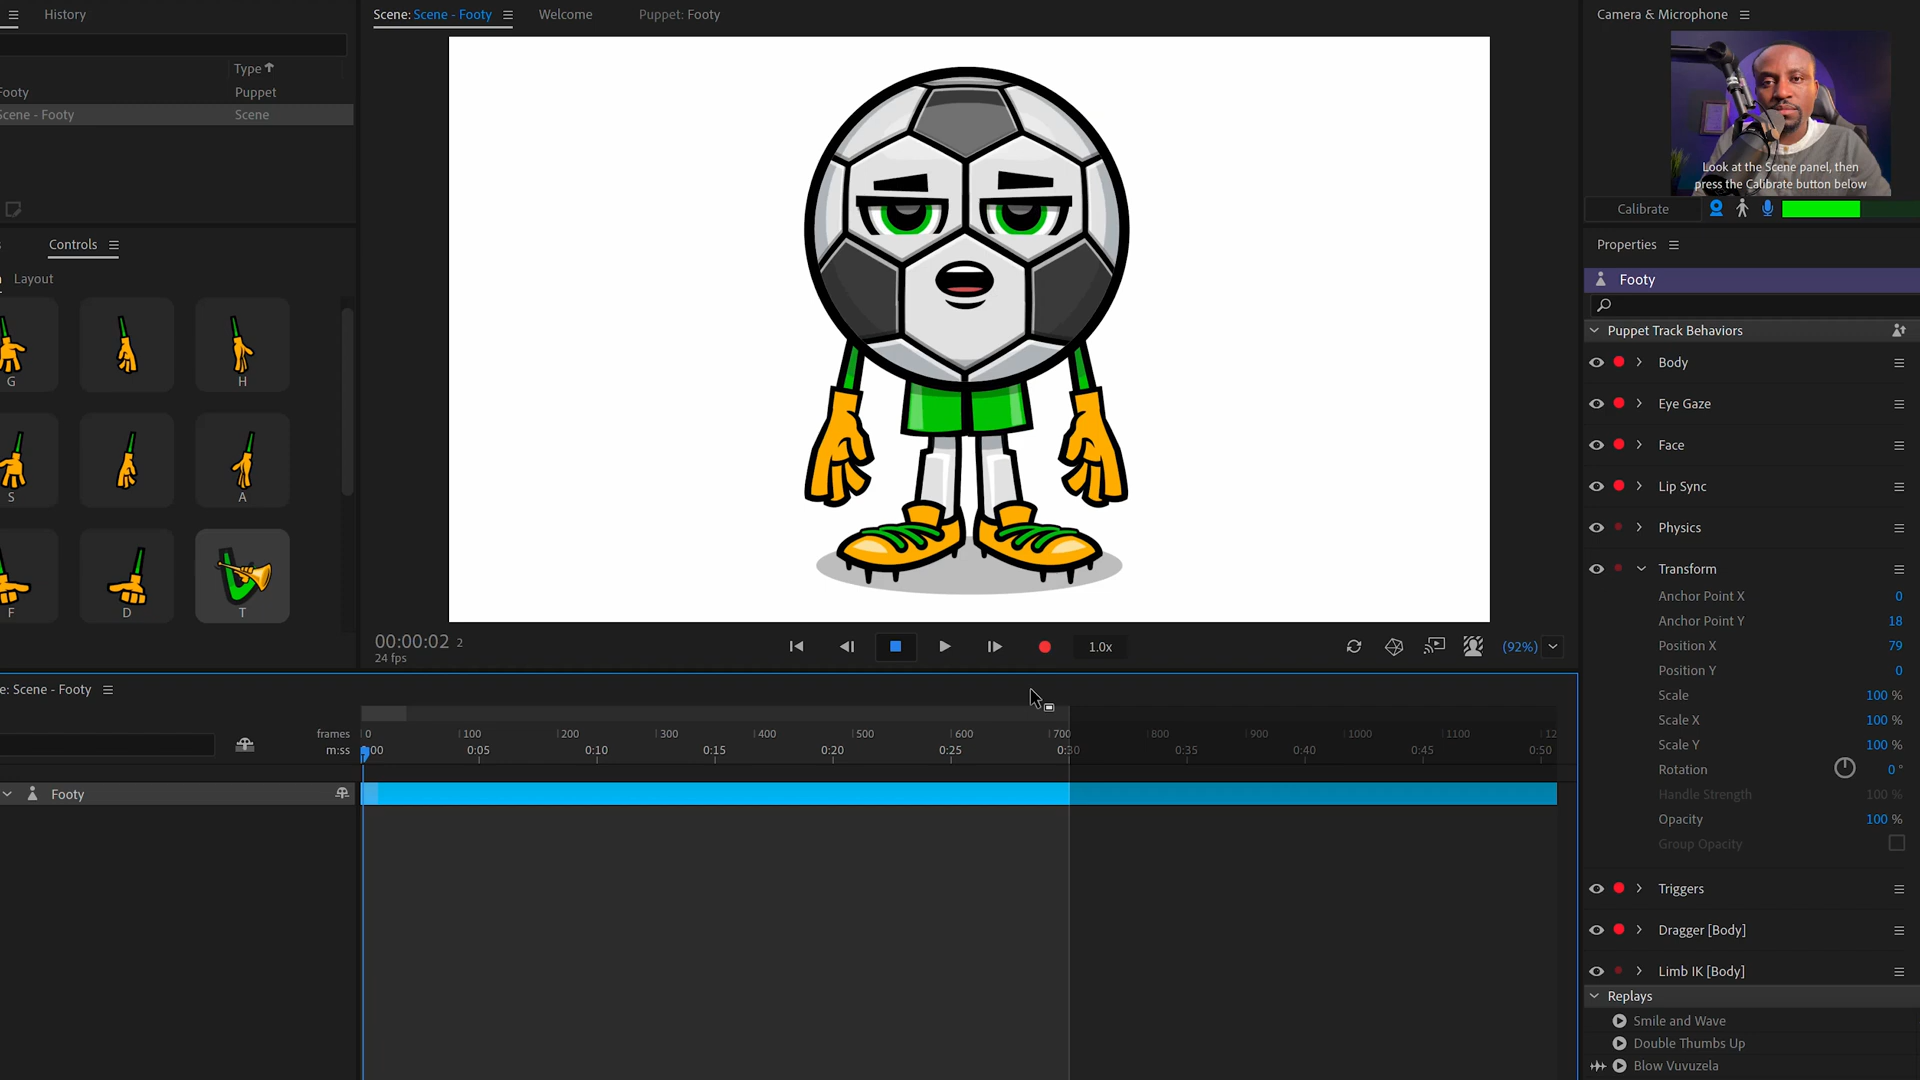 History
Scene: Scene - Footy
Welcome
Puppet: Footy
Camera & Microphone
Type
Footy
Puppet
Scene - Footy
Scene
Look at the Scene panel, then
press the Calibrate button below
Calibrate
Controls
Properties
Layout
Footy
G
H
Puppet Track Behaviors
Body
Eye Gaze
Face
S
A
Lip Sync
Physics
Transform
F
D
T
Anchor Point X
0
Anchor Point Y
18
Position X
79
Position Y
0
00:00:02 2
24 fps
1.0x
(92%)
Scale
100 %
Scale X
100 %
Scale Y
100 %
Rotation
0 °
Handle Strength
100 %
Opacity
100 %
Group Opacity
e: Scene - Footy
frames
0
100
200
300
400
500
600
700
800
900
1000
1100
12
m:ss
0:00
0:05
0:10
0:15
0:20
0:25
0:30
0:35
0:40
0:45
0:50
Footy
Triggers
Dragger [Body]
Limb IK [Body]
Replays
Smile and Wave
Double Thumbs Up
Blow Vuvuzela